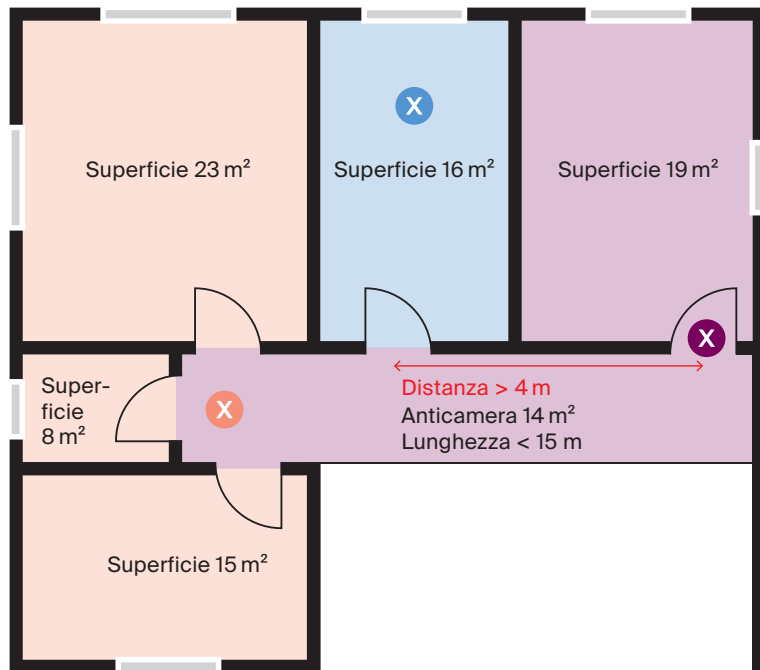 X
Superficie 23 m²
Superficie 16 m²
Superficie 19 m²
X
Super-
ficie
8 m²
X
Distanza > 4 m
Anticamera 14 m²
Lunghezza < 15 m
Superficie 15 m²